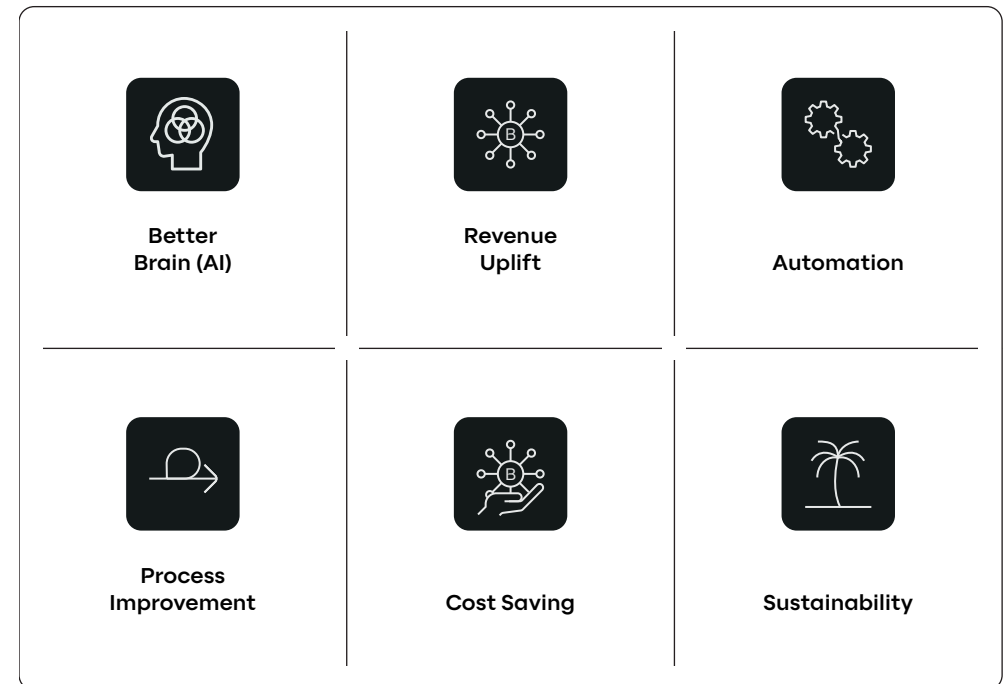 Better
Brain (AI)
B
Revenue
Uplift
Automation
Process
Improvement
B
Cost Saving
Sustainability